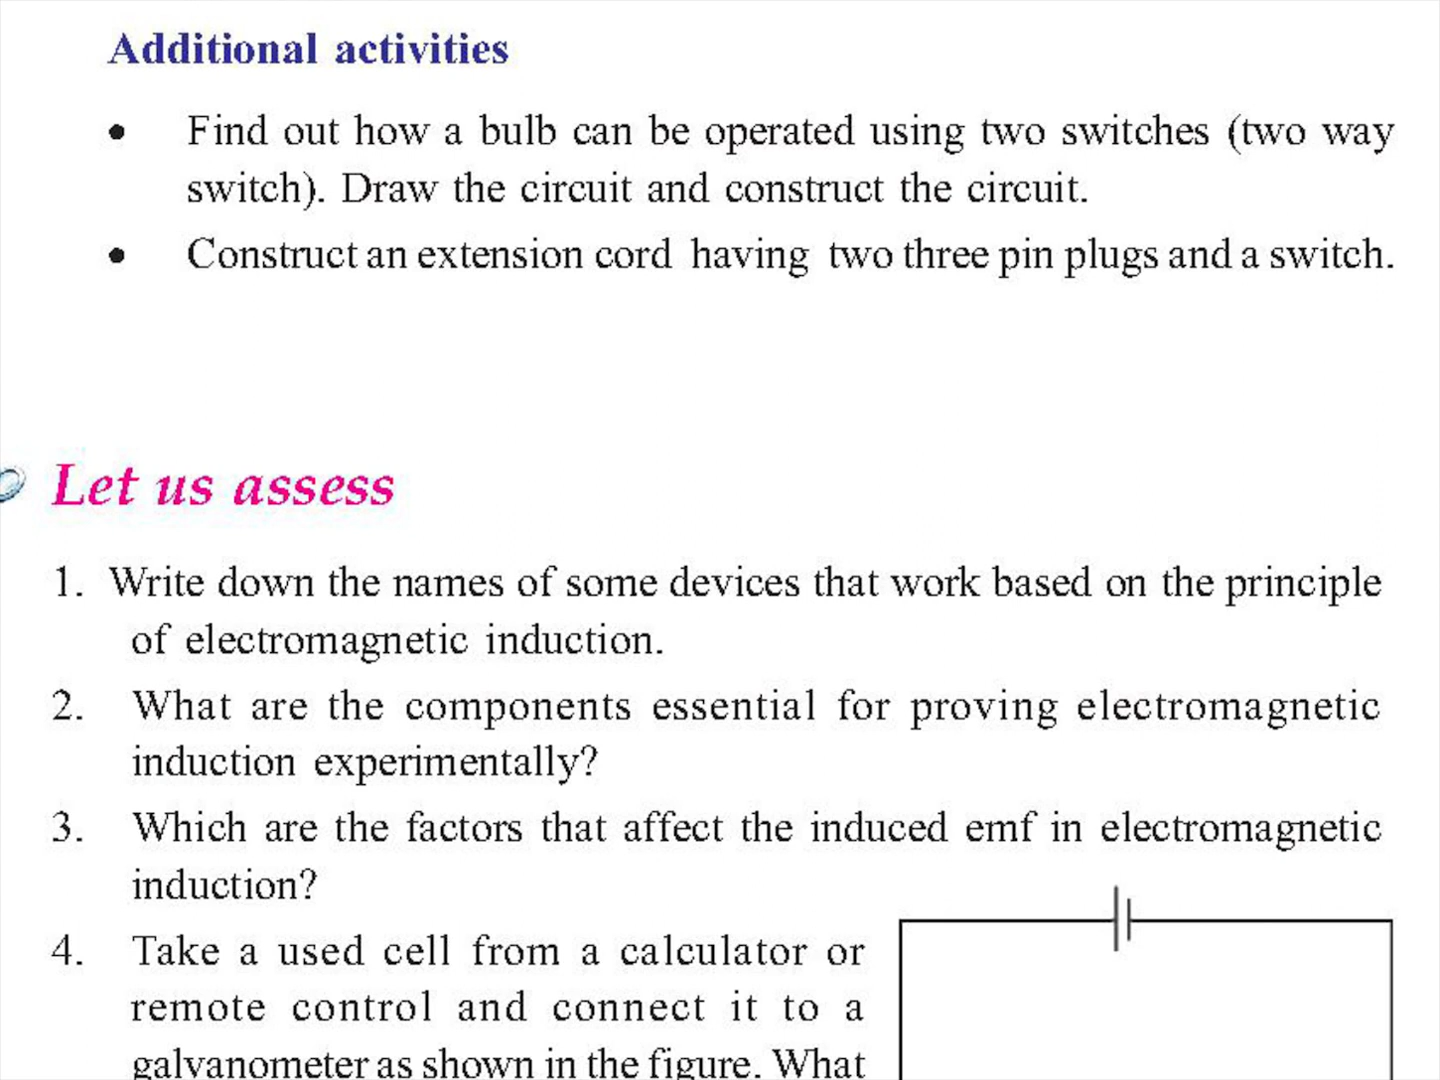 Additional activities
• Find out how a bulb can be operated using two switches (two way
switch). Draw the circuit and construct the circuit.
• Construct an extension cord having two three pin plugs and a switch.
Let us assess
1. Write down the names of some devices that work based on the principle
of electromagnetic induction.
2. What are the components essential for proving electromagnetic
induction experimentally?
3. Which are the factors that affect the induced emf in electromagnetic
induction?
4. Take a used cell from a calculator or
remote control and connect it to a
galvanometer as shown in the figure. What